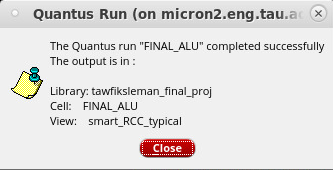 Quantus Run (on micron2.eng.tau.ac
The Quantus run "FINAL_ALU" completed successfully
The output is in :
Library: tawfiksleman_final_proj
Cell: FINAL_ALU
View: smart_RCC_typical
Close